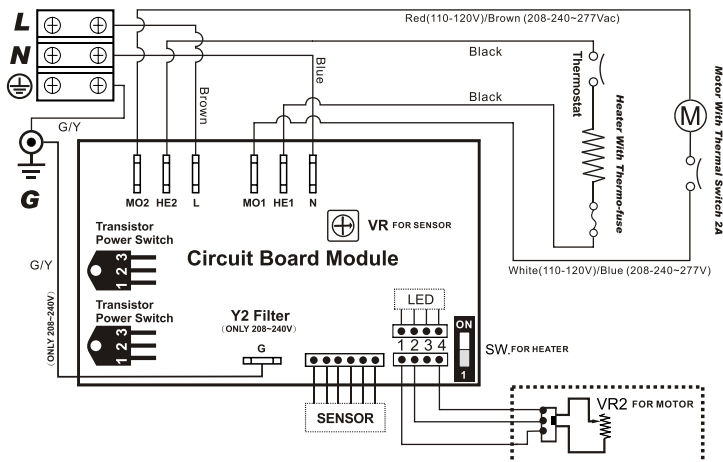 L
Red(110-120V)/Brown (208-240~277Vac)
N
Black
Blue
Brown
Black
Thermostat
Heater With Thermo-fuse
Motor With Thermal Switch 2A
M
G/Y
G
MO2 HE2 L MO1 HE1 N
VR FOR SENSOR
Transistor
Power Switch
1 2 3
Circuit Board Module
G/Y
(ONLY 208~240V)
White(110-120V)/Blue (208-240~277V)
Transistor
Power Switch
1 2 3
Y2 Filter
(ONLY 208~240V)
G
LED
1 2 3 4
ON
1
SW.FOR HEATER
SENSOR
VR2 FOR MOTOR